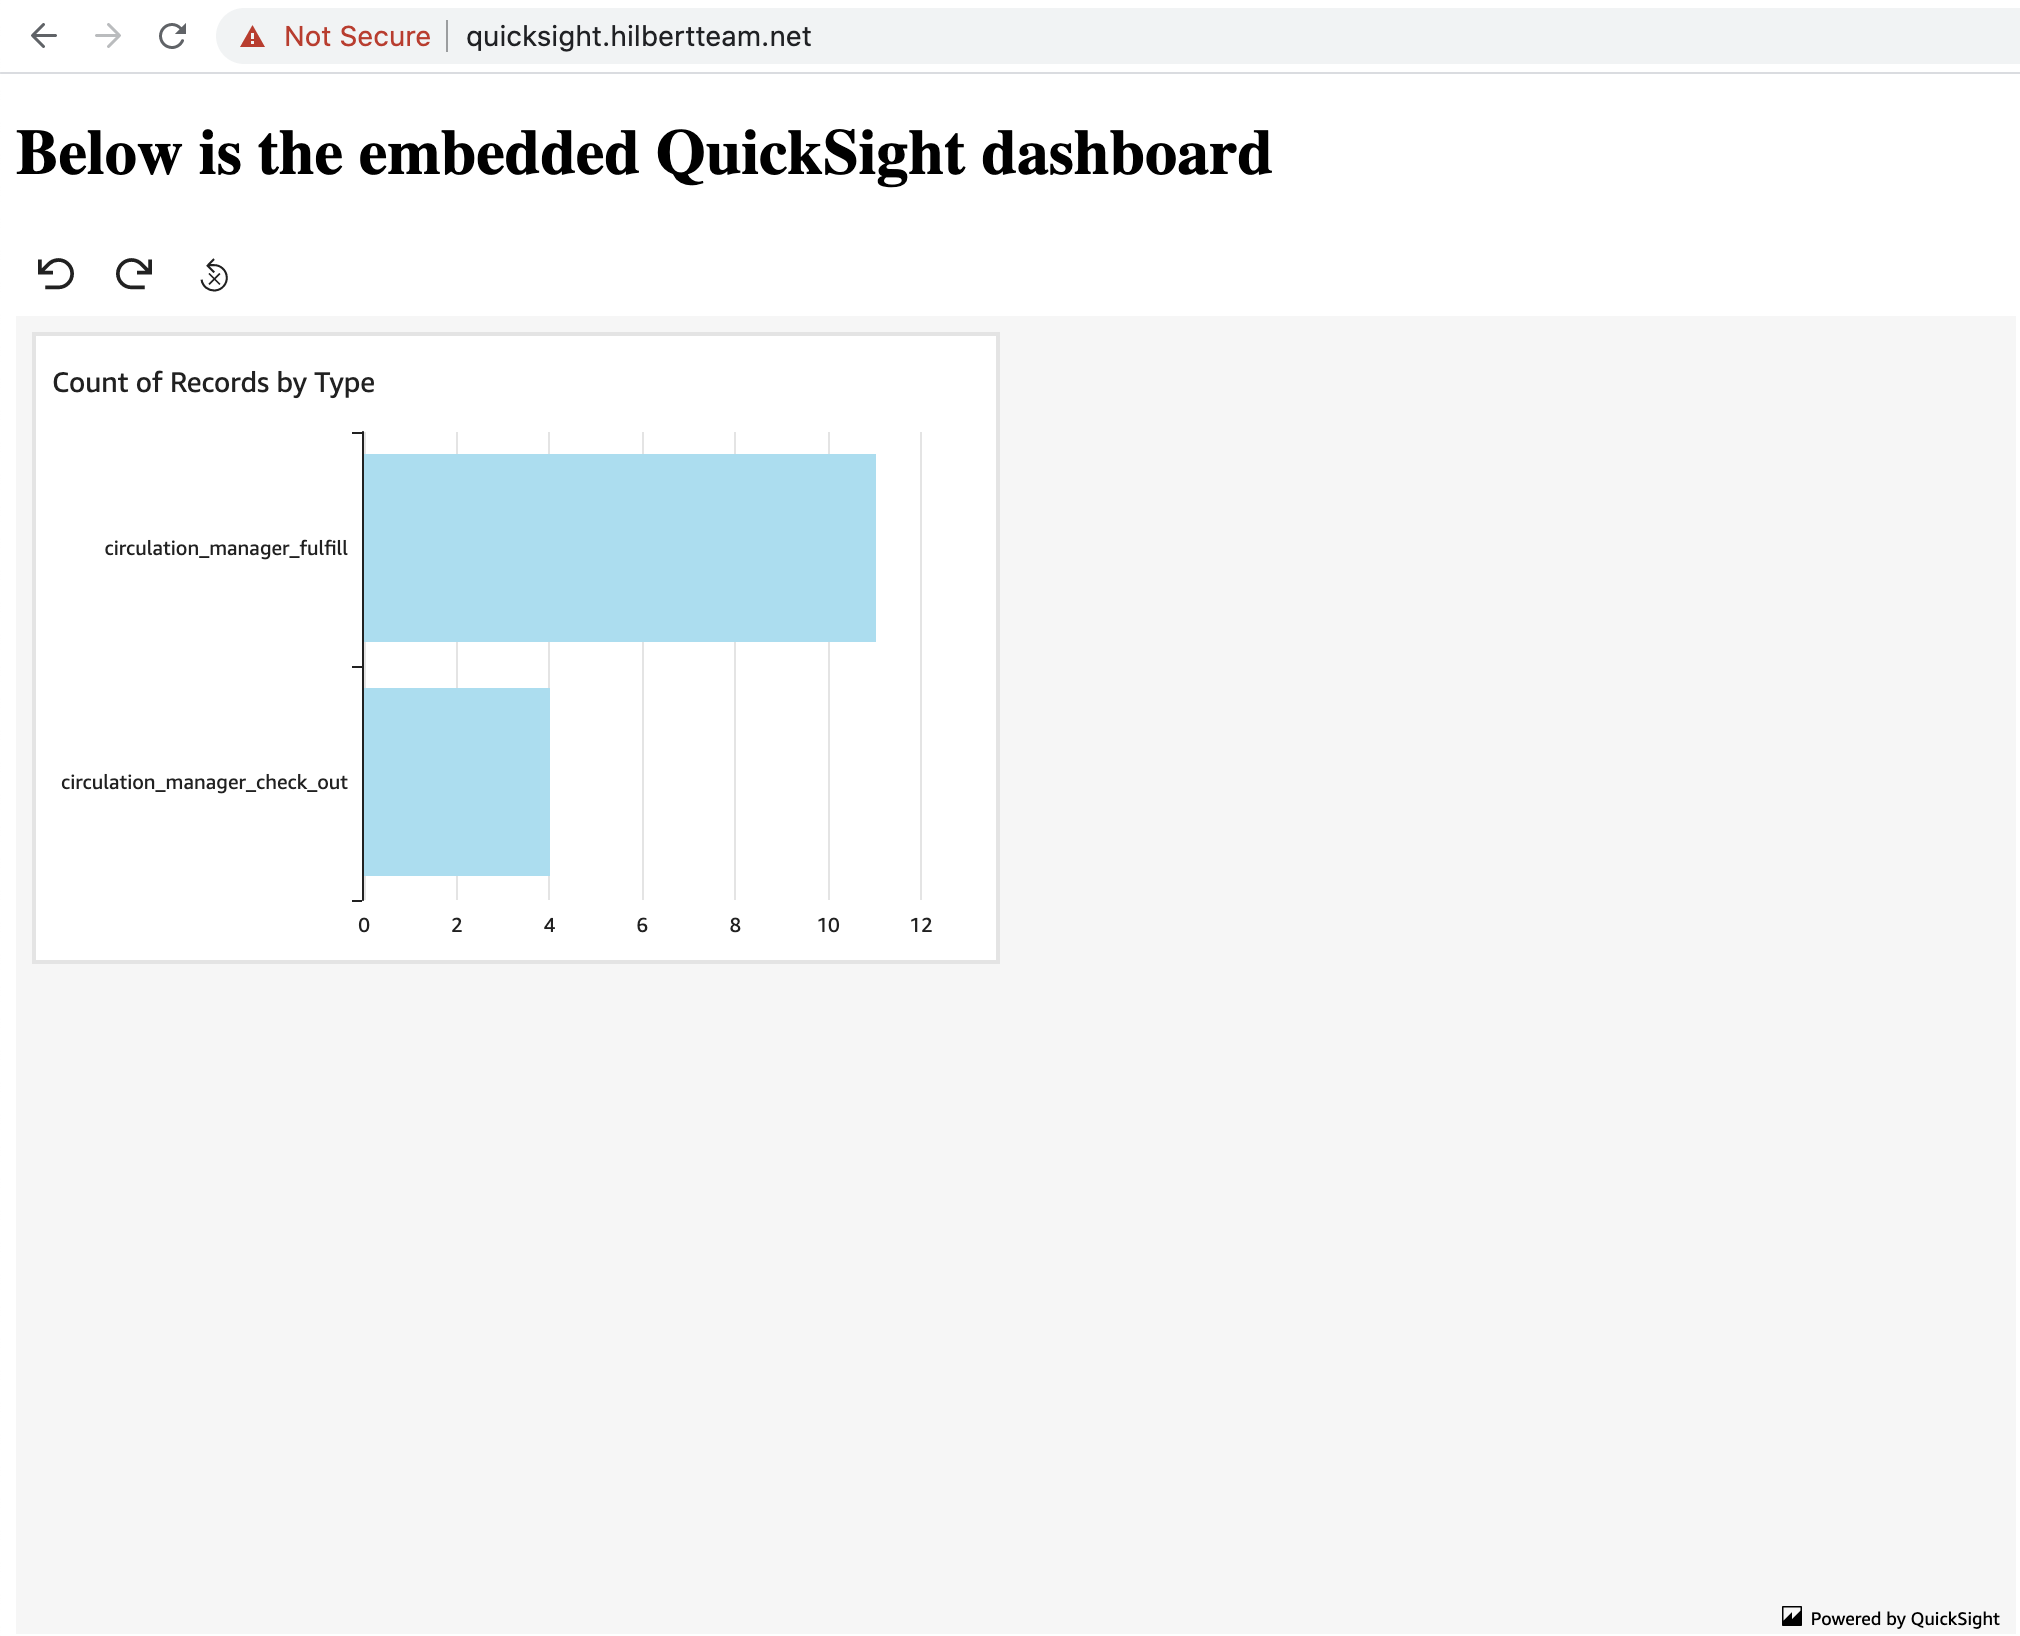 Not Secure | quicksight.hilbertteam.net
Below is the embedded QuickSight dashboard
Count of Records by Type
circulation_manager_fulfill
circulation_manager_check_out
0 2 4 6 8 10 12
Powered by QuickSight